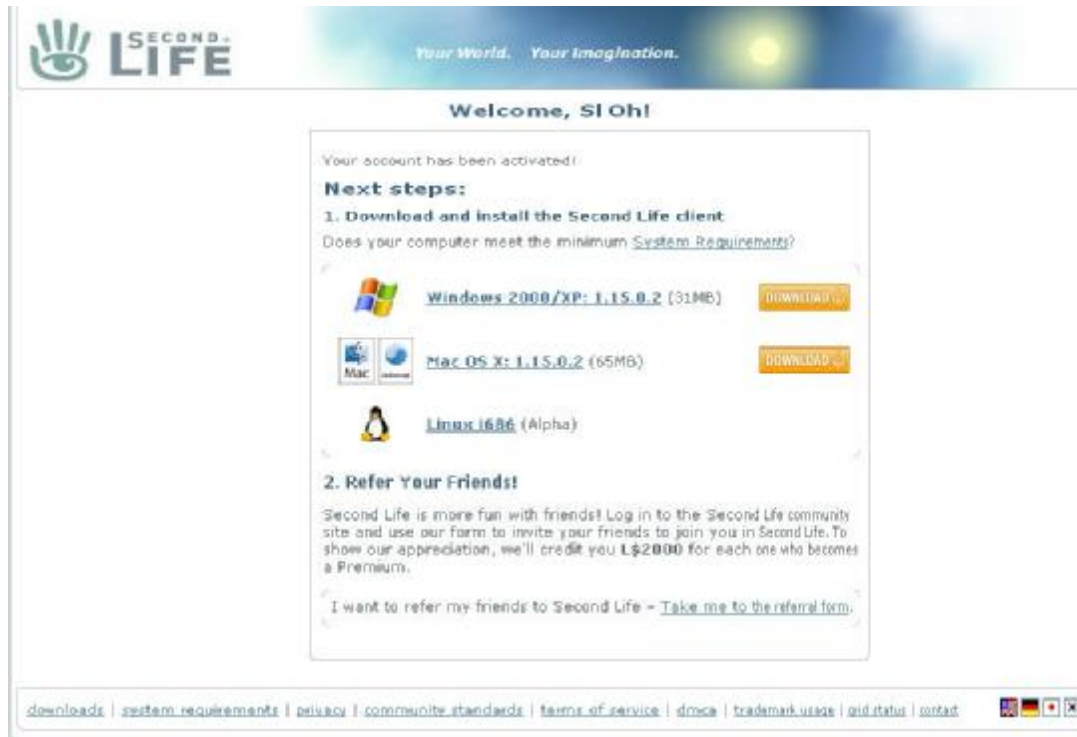 SECOND
LIFE
Your World. Your Imagination.
Welcome, Sl Oh!
Your account has been activated!
Next steps:
1. Download and install the Second Life client
Does your computer meet the minimum System Requirements?
Windows 2000/XP: 1.15.0.2 (31MB) DOWNLOAD
Mac
Mac OS X: 1.15.0.2 (65MB) DOWNLOAD
Linux i686 (Alpha)
2. Refer Your Friends!
Second Life is more fun with friends! Log in to the Second Life community
site and use our form to invite your friends to join you in Second Life. To
show our appreciation, we'll credit you L$2000 for each one who becomes
a Premium.
I want to refer my friends to Second Life – Take me to the referral form.
downloads | system requirements | privacy | community standards | terms of service | dmca | trademark usage | grid status | contact